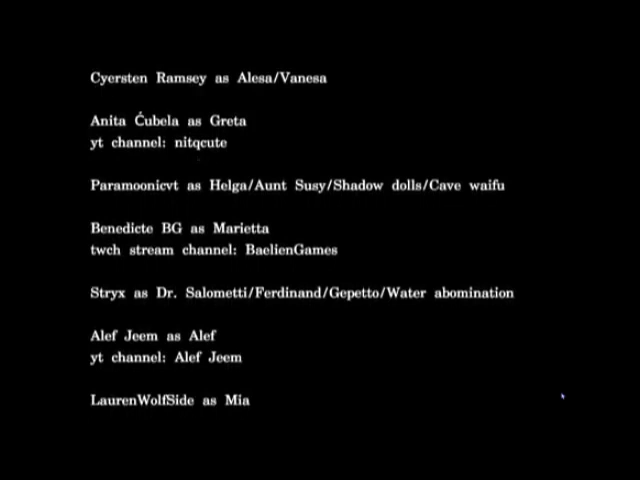 Cyersten Ramsey as Alesa/Vanesa
Anita Ćubela as Greta
yt channel: nitqcute
Paramoonicvt as Helga/Aunt Susy/Shadow dolls/Cave waifu
Benedicte BG as Marietta
twch stream channel: BaelienGames
Stryx as Dr. Salometti/Ferdinand/Gepetto/Water abomination
Alef Jeem as Alef
yt channel: Alef Jeem
LaurenWolfSide as Mia